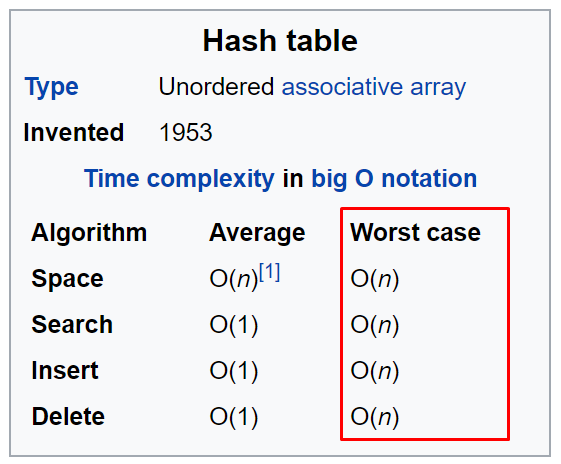 Hash table
Type Unordered associative array
Invented 1953
Time complexity in big O notation
Algorithm Average Worst case
Space O(n)[1] O(n)
Search O(1) O(n)
Insert O(1) O(n)
Delete O(1) O(n)